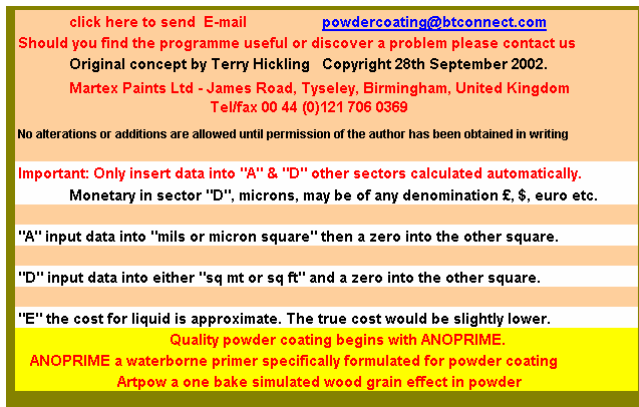 click here to send E-mail powdercoating@btconnect.com
Should you find the programme useful or discover a problem please contact us
Original concept by Terry Hickling Copyright 28th September 2002.
Martex Paints Ltd - James Road, Tyseley, Birmingham, United Kingdom
Tel/fax 00 44 (0)121 706 0369
No alterations or additions are allowed until permission of the author has been obtained in writing
Important: Only insert data into "A" & "D" other sectors calculated automatically.
Monetary in sector "D", microns, may be of any denomination £, $, euro etc.
"A" input data into "mils or micron square" then a zero into the other square.
"D" input data into either "sq mt or sq ft" and a zero into the other square.
"E" the cost for liquid is approximate. The true cost would be slightly lower.
Quality powder coating begins with ANOPRIME.
ANOPRIME a waterborne primer specifically formulated for powder coating
Artpow a one bake simulated wood grain effect in powder